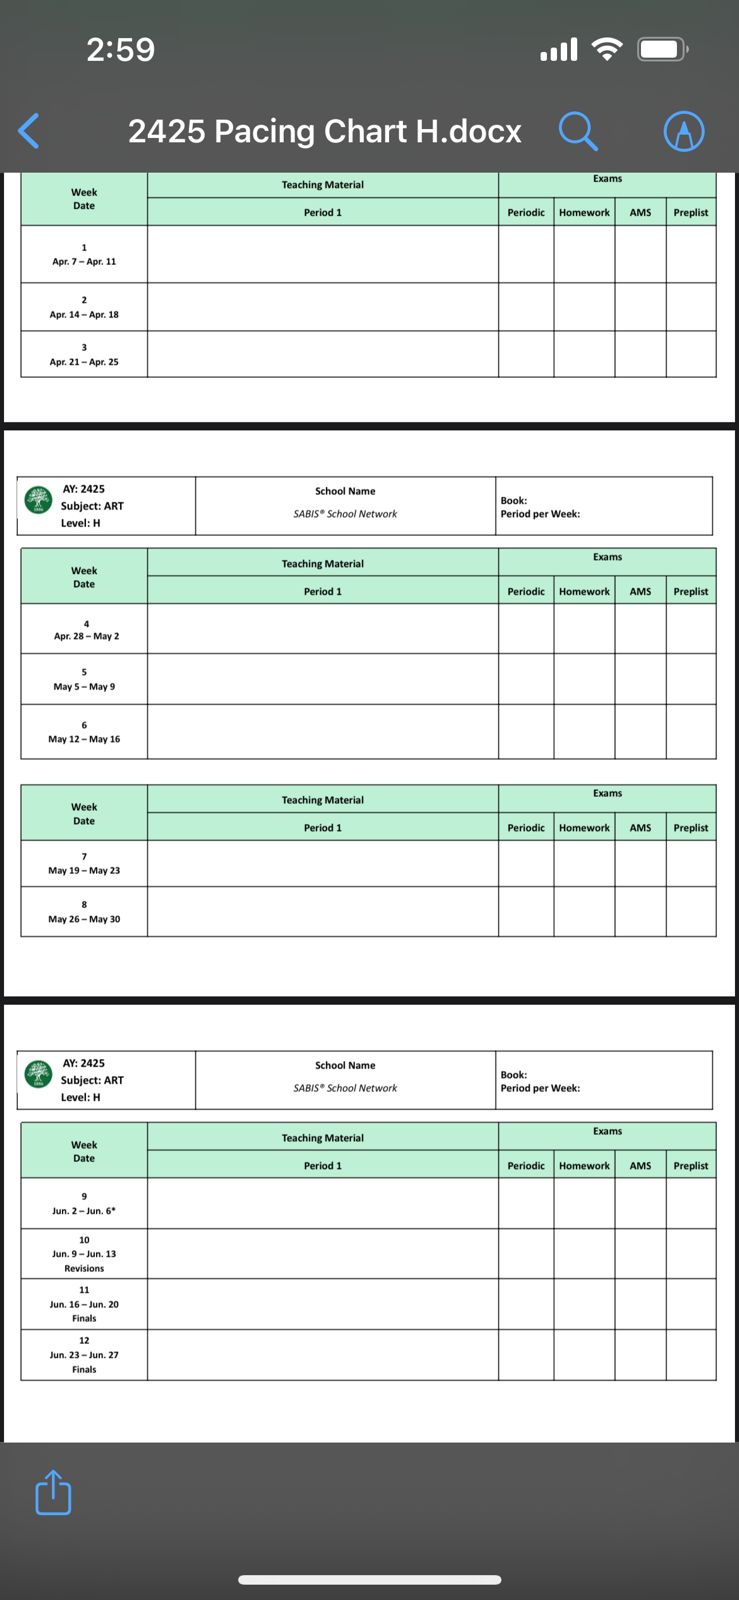 2:59
2425 Pacing Chart H.docx
Week
Date
Teaching Material
Exams
Period 1
Periodic
Homework
AMS
Preplist
1
Apr. 7 – Apr. 11
2
Apr. 14 – Apr. 18
3
Apr. 21 – Apr. 25
AY: 2425
Subject: ART
Level: H
School Name
SABIS® School Network
Book:
Period per Week:
Week
Date
Teaching Material
Exams
Period 1
Periodic
Homework
AMS
Preplist
4
Apr. 28 – May 2
5
May 5 – May 9
6
May 12 – May 16
Week
Date
Teaching Material
Exams
Period 1
Periodic
Homework
AMS
Preplist
7
May 19 – May 23
8
May 26 – May 30
AY: 2425
Subject: ART
Level: H
School Name
SABIS® School Network
Book:
Period per Week:
Week
Date
Teaching Material
Exams
Period 1
Periodic
Homework
AMS
Preplist
9
Jun. 2 – Jun. 6*
10
Jun. 9 – Jun. 13
Revisions
11
Jun. 16 – Jun. 20
Finals
12
Jun. 23 – Jun. 27
Finals